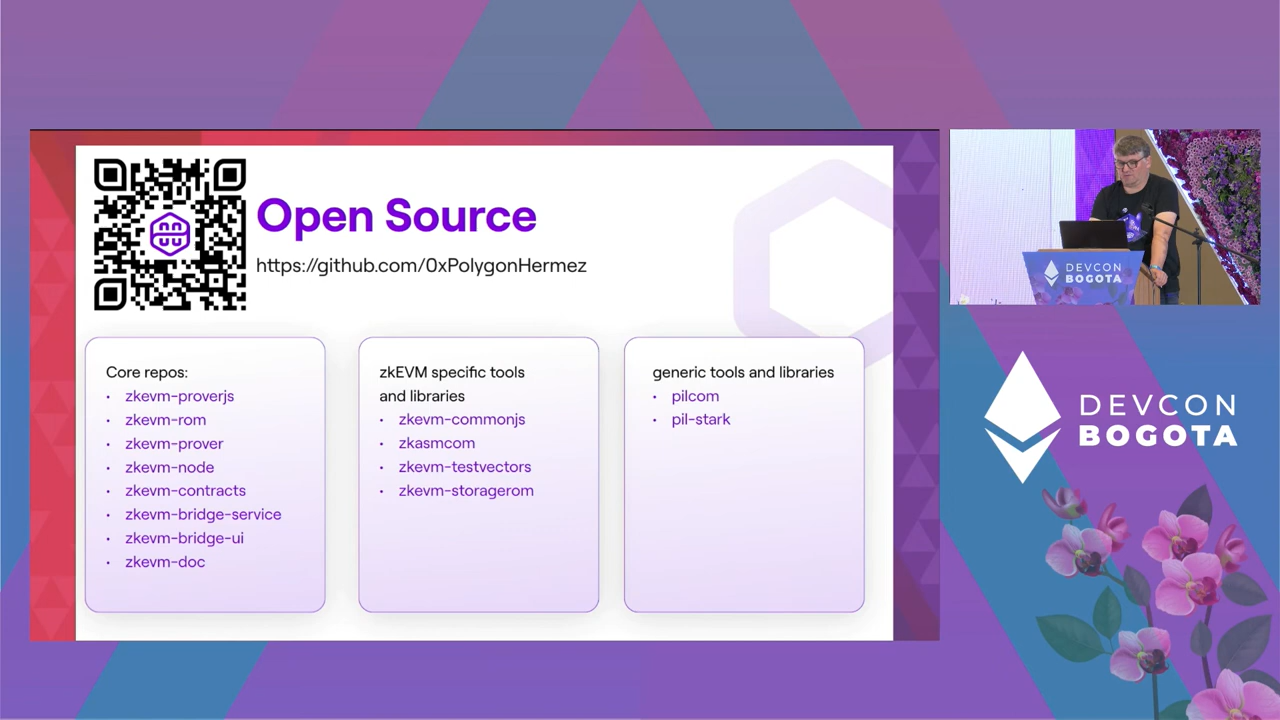 Open Source
https://github.com/0xPolygonHermez
Core repos:
• zkevm-proverjs
• zkevm-rom
• zkevm-prover
• zkevm-node
• zkevm-contracts
• zkevm-bridge-service
• zkevm-bridge-ui
• zkevm-doc
zkEVM specific tools
and libraries
• zkevm-commonjs
• zkasmcom
• zkevm-testvectors
• zkevm-storagerom
generic tools and libraries
• pilcom
• pil-stark
DEVCON
BOGOTA
DEVCON
BOGOTA